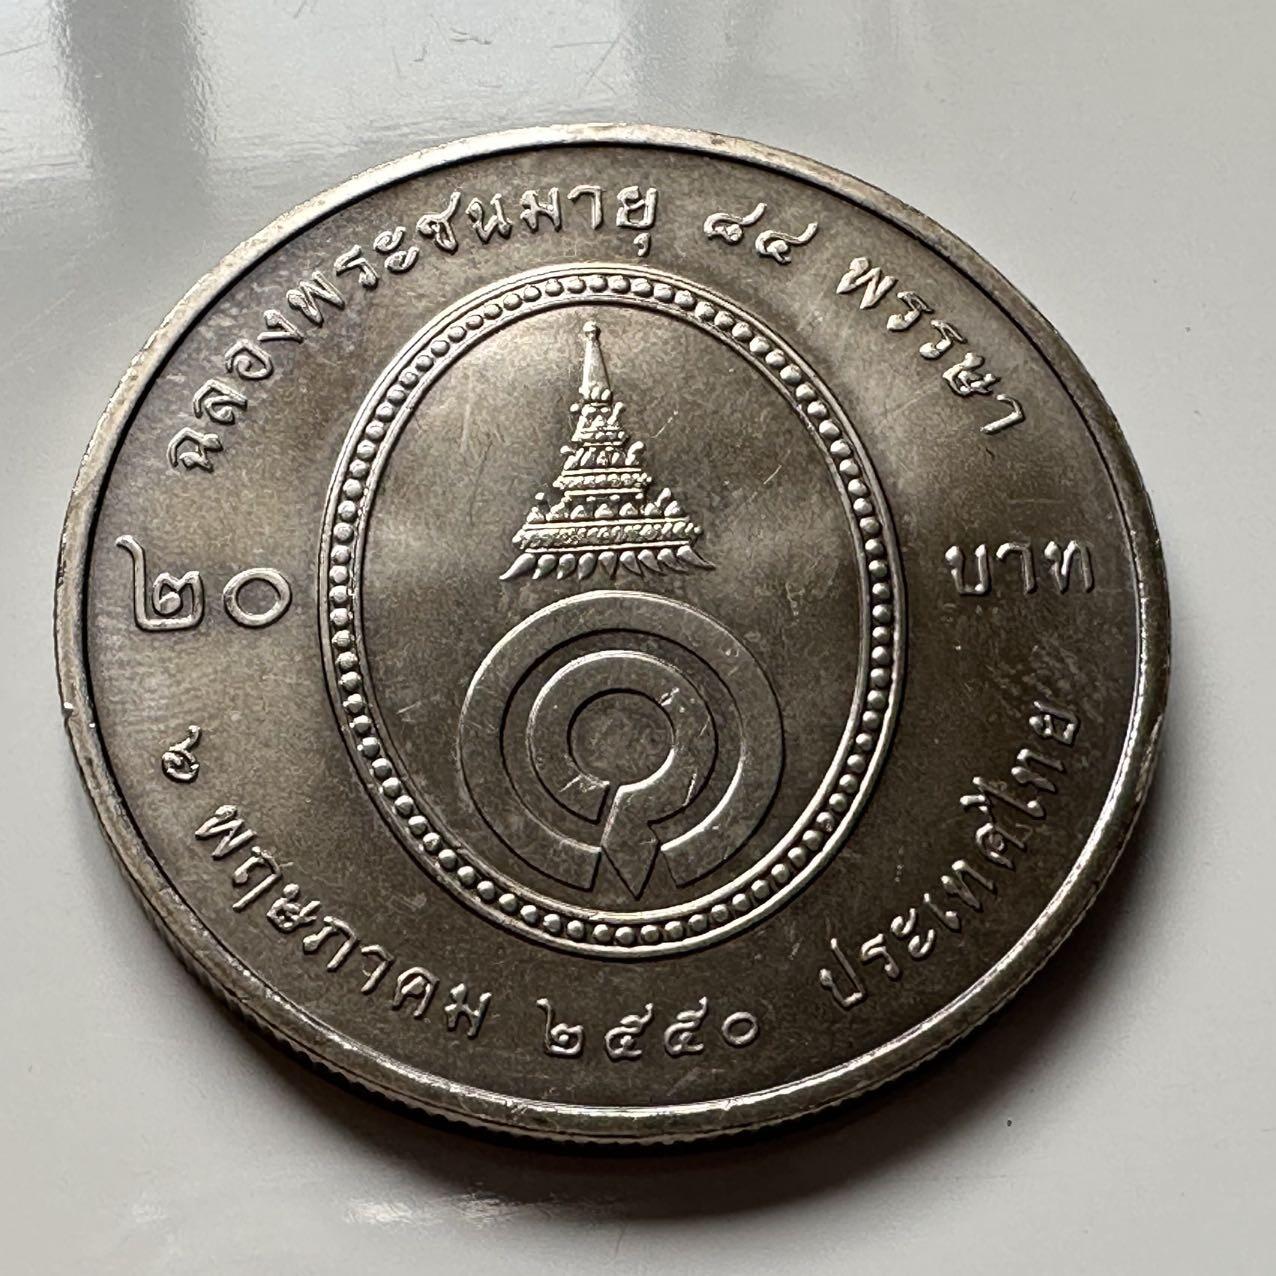 ฉลองพระชนมายุ ๘๔ พรรษา
๒๐ บาท
๖ พฤษภาคม ๒๕๕๐ ประเทศไทย